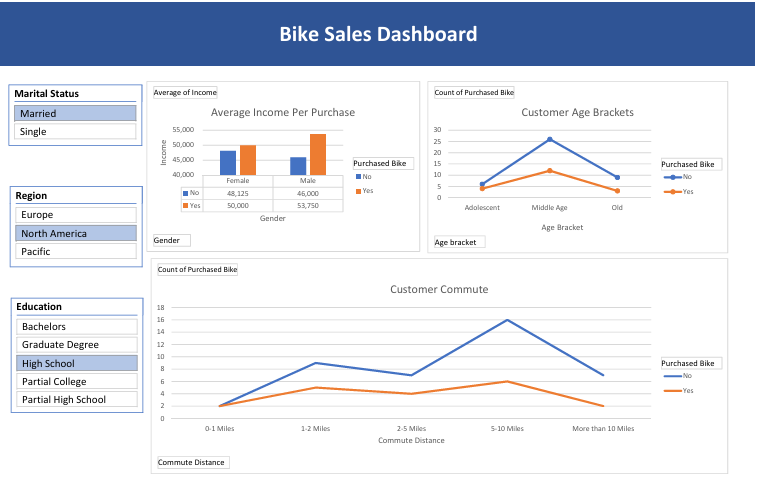 Bike Sales Dashboard
Marital Status
Married
Single
Region
Europe
North America
Pacific
Education
Bachelors
Graduate Degree
High School
Partial College
Partial High School
Average of Income
Average Income Per Purchase
Income
55,000
50,000
45,000
40,000
Female Male
No 48,125 46,000
Yes 50,000 53,750
Gender
Purchased Bike
No
Yes
Gender
Count of Purchased Bike
Customer Age Brackets
30
25
20
15
10
5
0
Adolescent Middle Age Old
Age Bracket
Purchased Bike
No
Yes
Age bracket
Count of Purchased Bike
Customer Commute
18
16
14
12
10
8
6
4
2
0
0-1 Miles 1-2 Miles 2-5 Miles 5-10 Miles More than 10 Miles
Commute Distance
Purchased Bike
No
Yes
Commute Distance